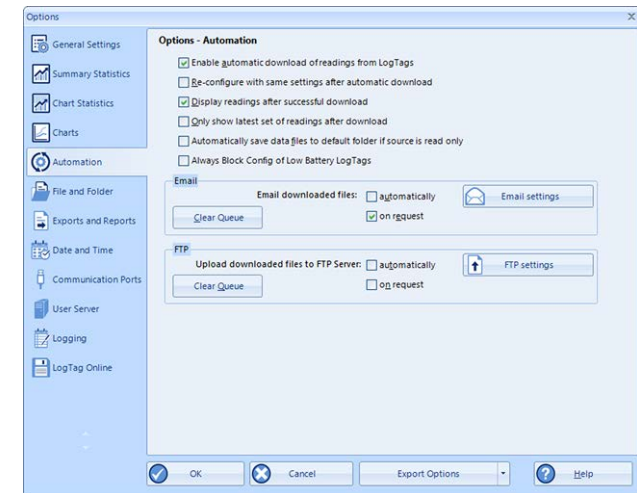 Options
x
General Settings
Summary Statistics
Chart Statistics
Charts
Automation
File and Folder
Exports and Reports
Date and Time
Communication Ports
User Server
Logging
LogTag Online
Options - Automation
Enable automatic download of readings from LogTags
Re-configure with same settings after automatic download
Display readings after successful download
Only show latest set of readings after download
Automatically save data files to default folder if source is read only
Always Block Config of Low Battery LogTags
Email
Email downloaded files: automatically Email settings
Clear Queue on request
FTP
Upload downloaded files to FTP Server: automatically FTP settings
Clear Queue on request
OK Cancel Export Options Help